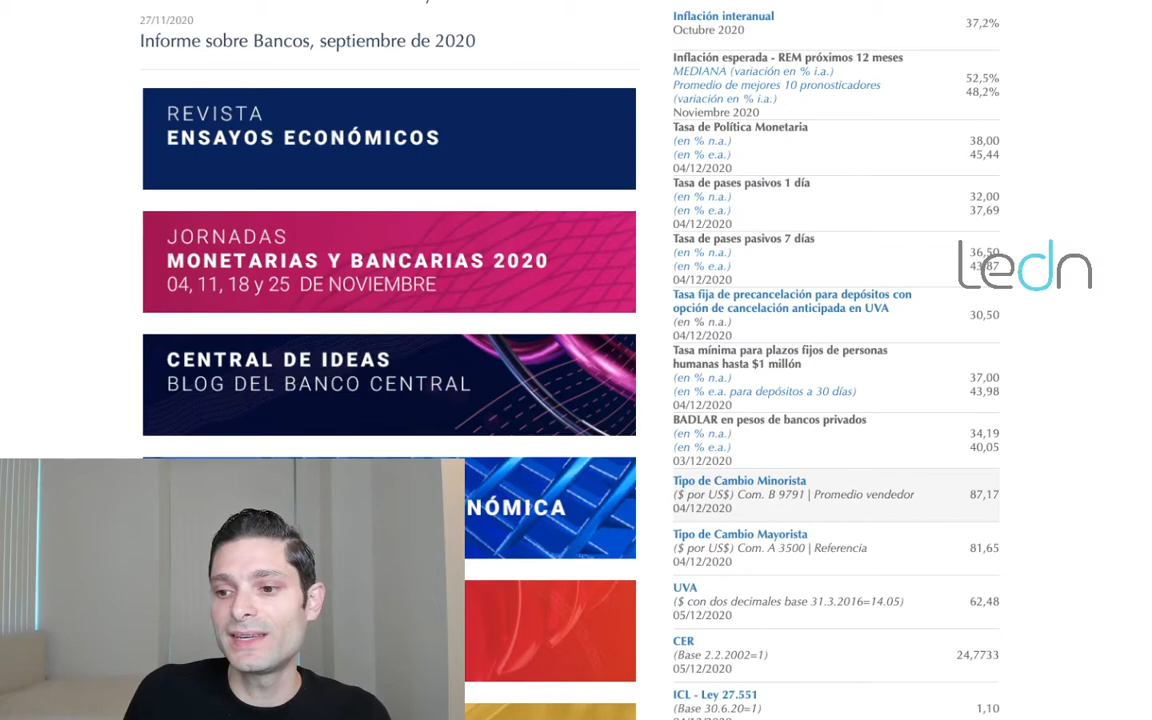 27/11/2020
Informe sobre Bancos, septiembre de 2020
REVISTA
ENSAYOS ECONÓMICOS
JORNADAS
MONETARIAS Y BANCARIAS 2020
04, 11, 18 y 25 DE NOVIEMBRE
CENTRAL DE IDEAS
BLOG DEL BANCO CENTRAL
NÓMICA
Inflación interanual
Octubre 2020
37,2%
Inflación esperada - REM próximos 12 meses
MEDIANA (variación en % i.a.)
52,5%
Promedio de mejores 10 pronosticadores
(variación en % i.a.)
48,2%
Noviembre 2020
Tasa de Política Monetaria
(en % n.a.) 38,00
(en % e.a.) 45,44
04/12/2020
Tasa de pases pasivos 1 día
(en % n.a.) 32,00
(en % e.a.) 37,69
04/12/2020
Tasa de pases pasivos 7 días
(en % n.a.) 36,50
(en % e.a.) 43,87
04/12/2020
ledn
Tasa fija de precancelación para depósitos con
opción de cancelación anticipada en UVA
(en % n.a.) 30,50
04/12/2020
Tasa mínima para plazos fijos de personas
humanas hasta $1 millón
(en % n.a.) 37,00
(en % e.a. para depósitos a 30 días) 43,98
04/12/2020
BADLAR en pesos de bancos privados
(en % n.a.) 34,19
(en % e.a.) 40,05
03/12/2020
Tipo de Cambio Minorista
($ por US$) Com. B 9791 | Promedio vendedor 87,17
04/12/2020
Tipo de Cambio Mayorista
($ por US$) Com. A 3500 | Referencia 81,65
04/12/2020
UVA
($ con dos decimales base 31.3.2016=14.05) 62,48
05/12/2020
CER
(Base 2.2.2002=1) 24,7733
05/12/2020
ICL - Ley 27.551
(Base 30.6.20=1) 1,10